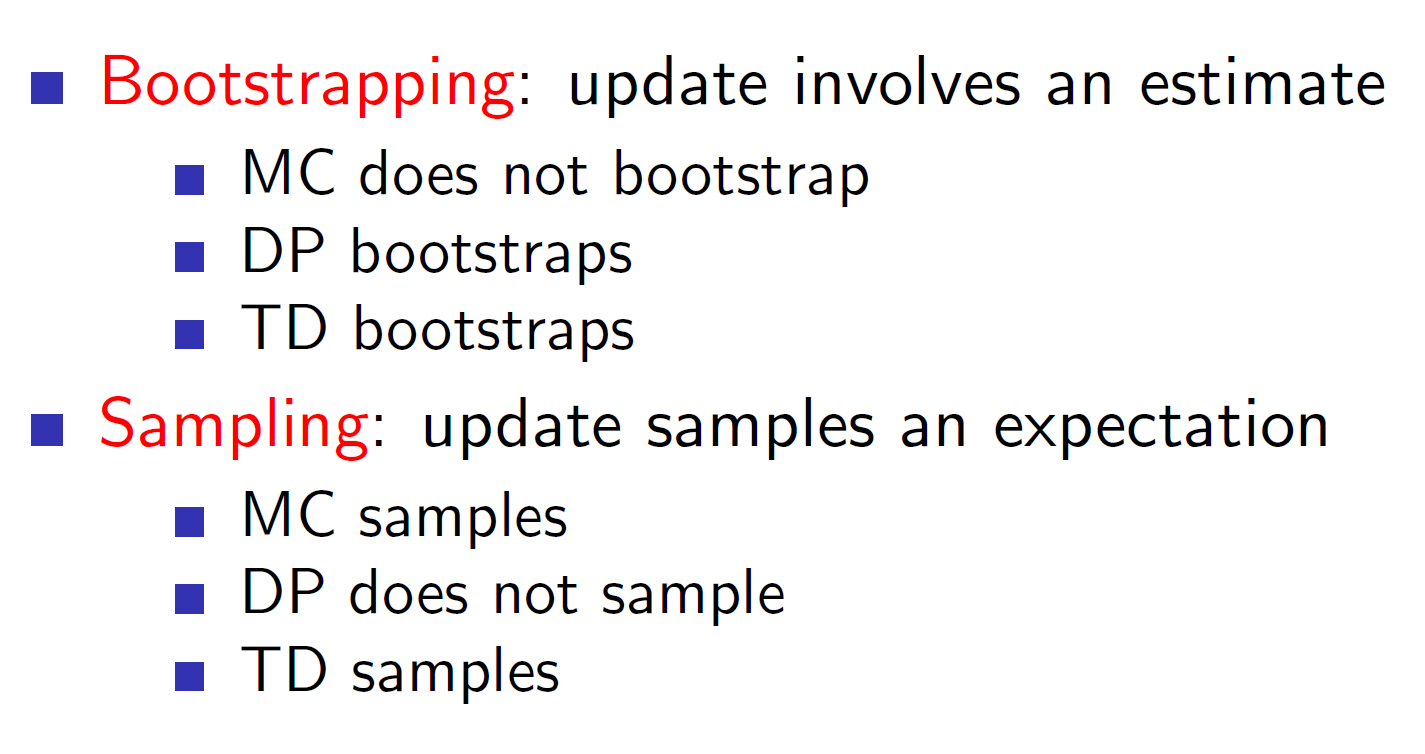 Bootstrapping: update involves an estimate
MC does not bootstrap
DP bootstraps
TD bootstraps
Sampling: update samples an expectation
MC samples
DP does not sample
TD samples